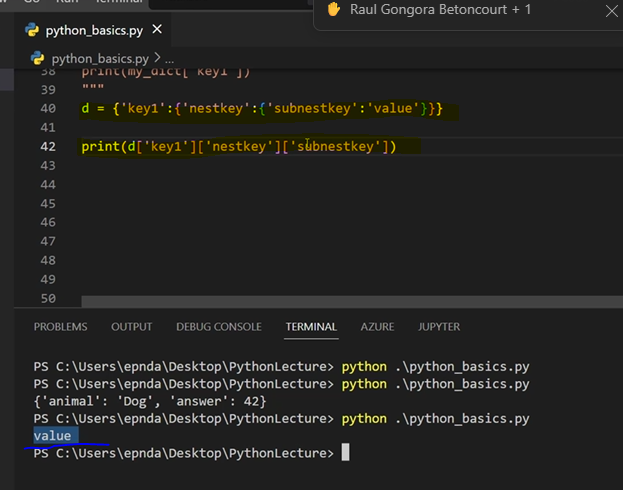 Go Run Terminal
Raul Gongora Betoncourt + 1
python_basics.py
python_basics.py > ...
38 print(my_dict['key1'])
39 """
40 d = {'key1':{'nestkey':{'subnestkey':'value'}}}
41
42 print(d['key1']['nestkey']['subnestkey'])
43
44
45
46
47
48
49
50
PROBLEMS OUTPUT DEBUG CONSOLE TERMINAL AZURE JUPYTER
PS C:\Users\epnda\Desktop\PythonLecture> python .\python_basics.py
PS C:\Users\epnda\Desktop\PythonLecture> python .\python_basics.py
{'animal': 'Dog', 'answer': 42}
PS C:\Users\epnda\Desktop\PythonLecture> python .\python_basics.py
value
PS C:\Users\epnda\Desktop\PythonLecture>